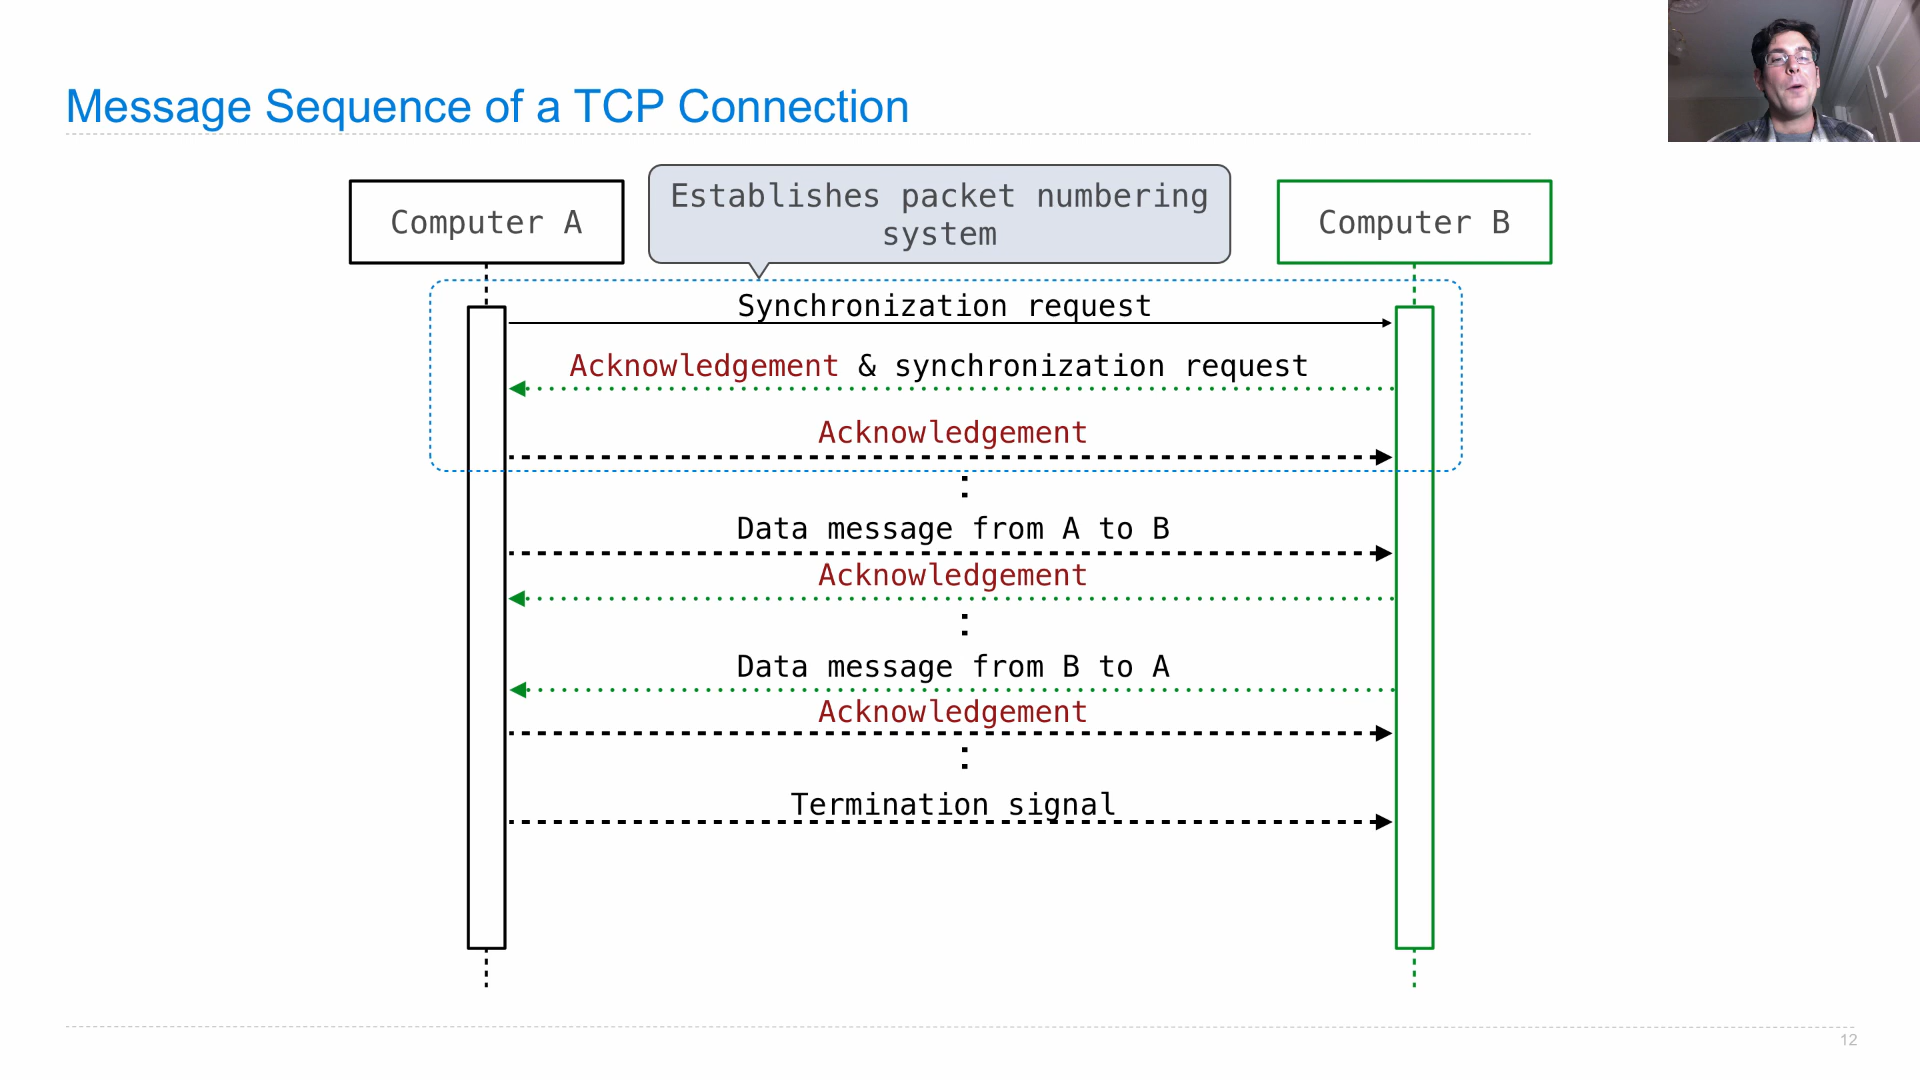 Message Sequence of a TCP Connection
Computer A
Establishes packet numbering
system
Computer B
Synchronization request
Acknowledgement & synchronization request
Acknowledgement
Data message from A to B
Acknowledgement
Data message from B to A
Acknowledgement
Termination signal
12